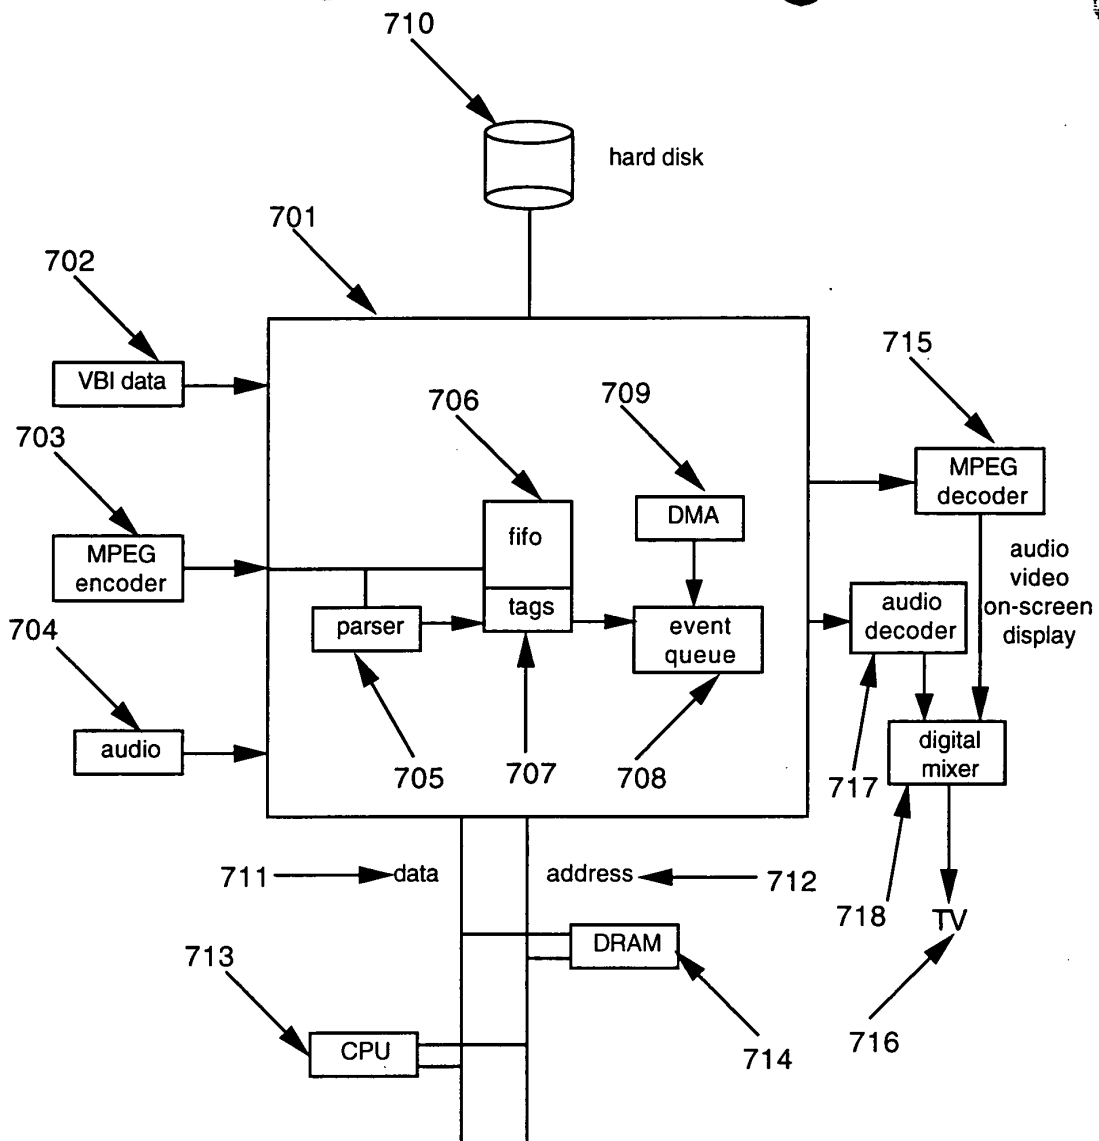 710
hard disk
701
702
VBI data
715
709
706
703
MPEG
decoder
DMA
fifo
MPEG
encoder
audio
video
on-screen
display
tags
audio
decoder
parser
event
queue
704
audio
digital
mixer
705
707
708
717
711
data
address
712
718
TV
DRAM
713
716
CPU
714